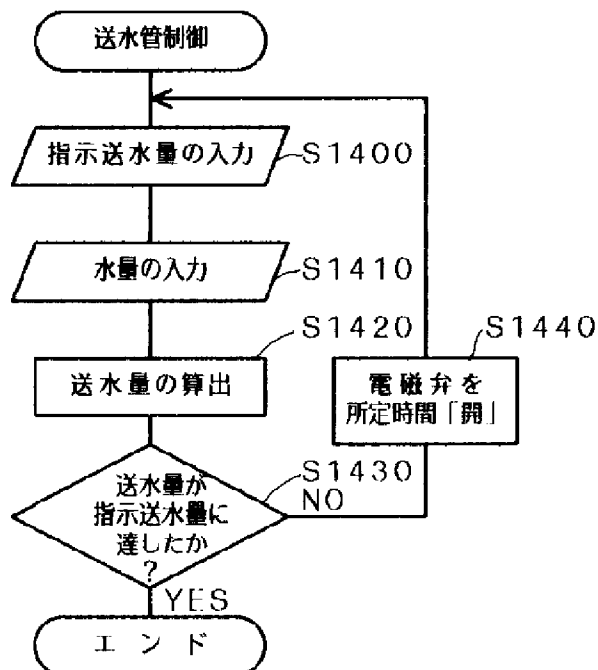 送水管制御
指示送水量の入力
S1400
水量の入力
S1410
S1420
送水量の算出
S1440
電磁弁を
所定時間「開」
S1430
送水量が
指示送水量に
達したか
?
NO
YES
エンド